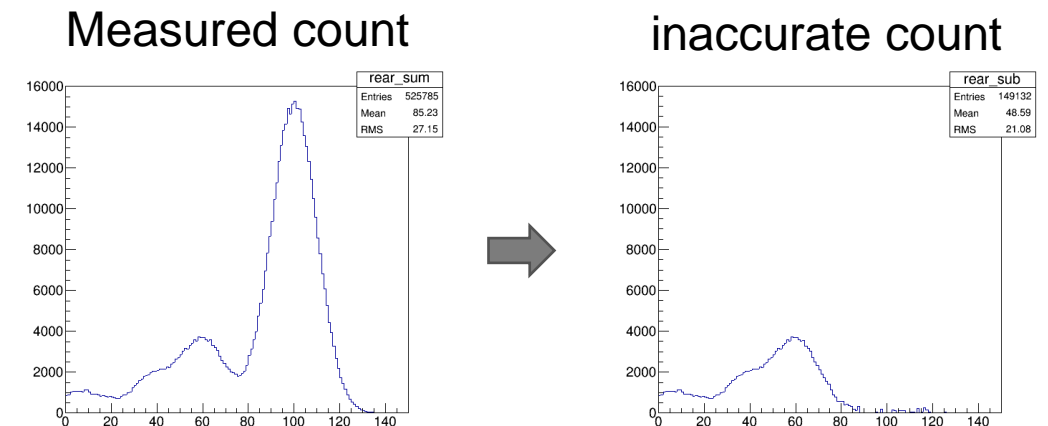 Measured count
inaccurate count
rear_sum
Entries 525785
Mean 85.23
RMS 27.15
16000
14000
12000
10000
8000
6000
4000
2000
0
0 20 40 60 80 100 120 140
rear_sub
Entries 149132
Mean 48.59
RMS 21.08
16000
14000
12000
10000
8000
6000
4000
2000
0
0 20 40 60 80 100 120 140